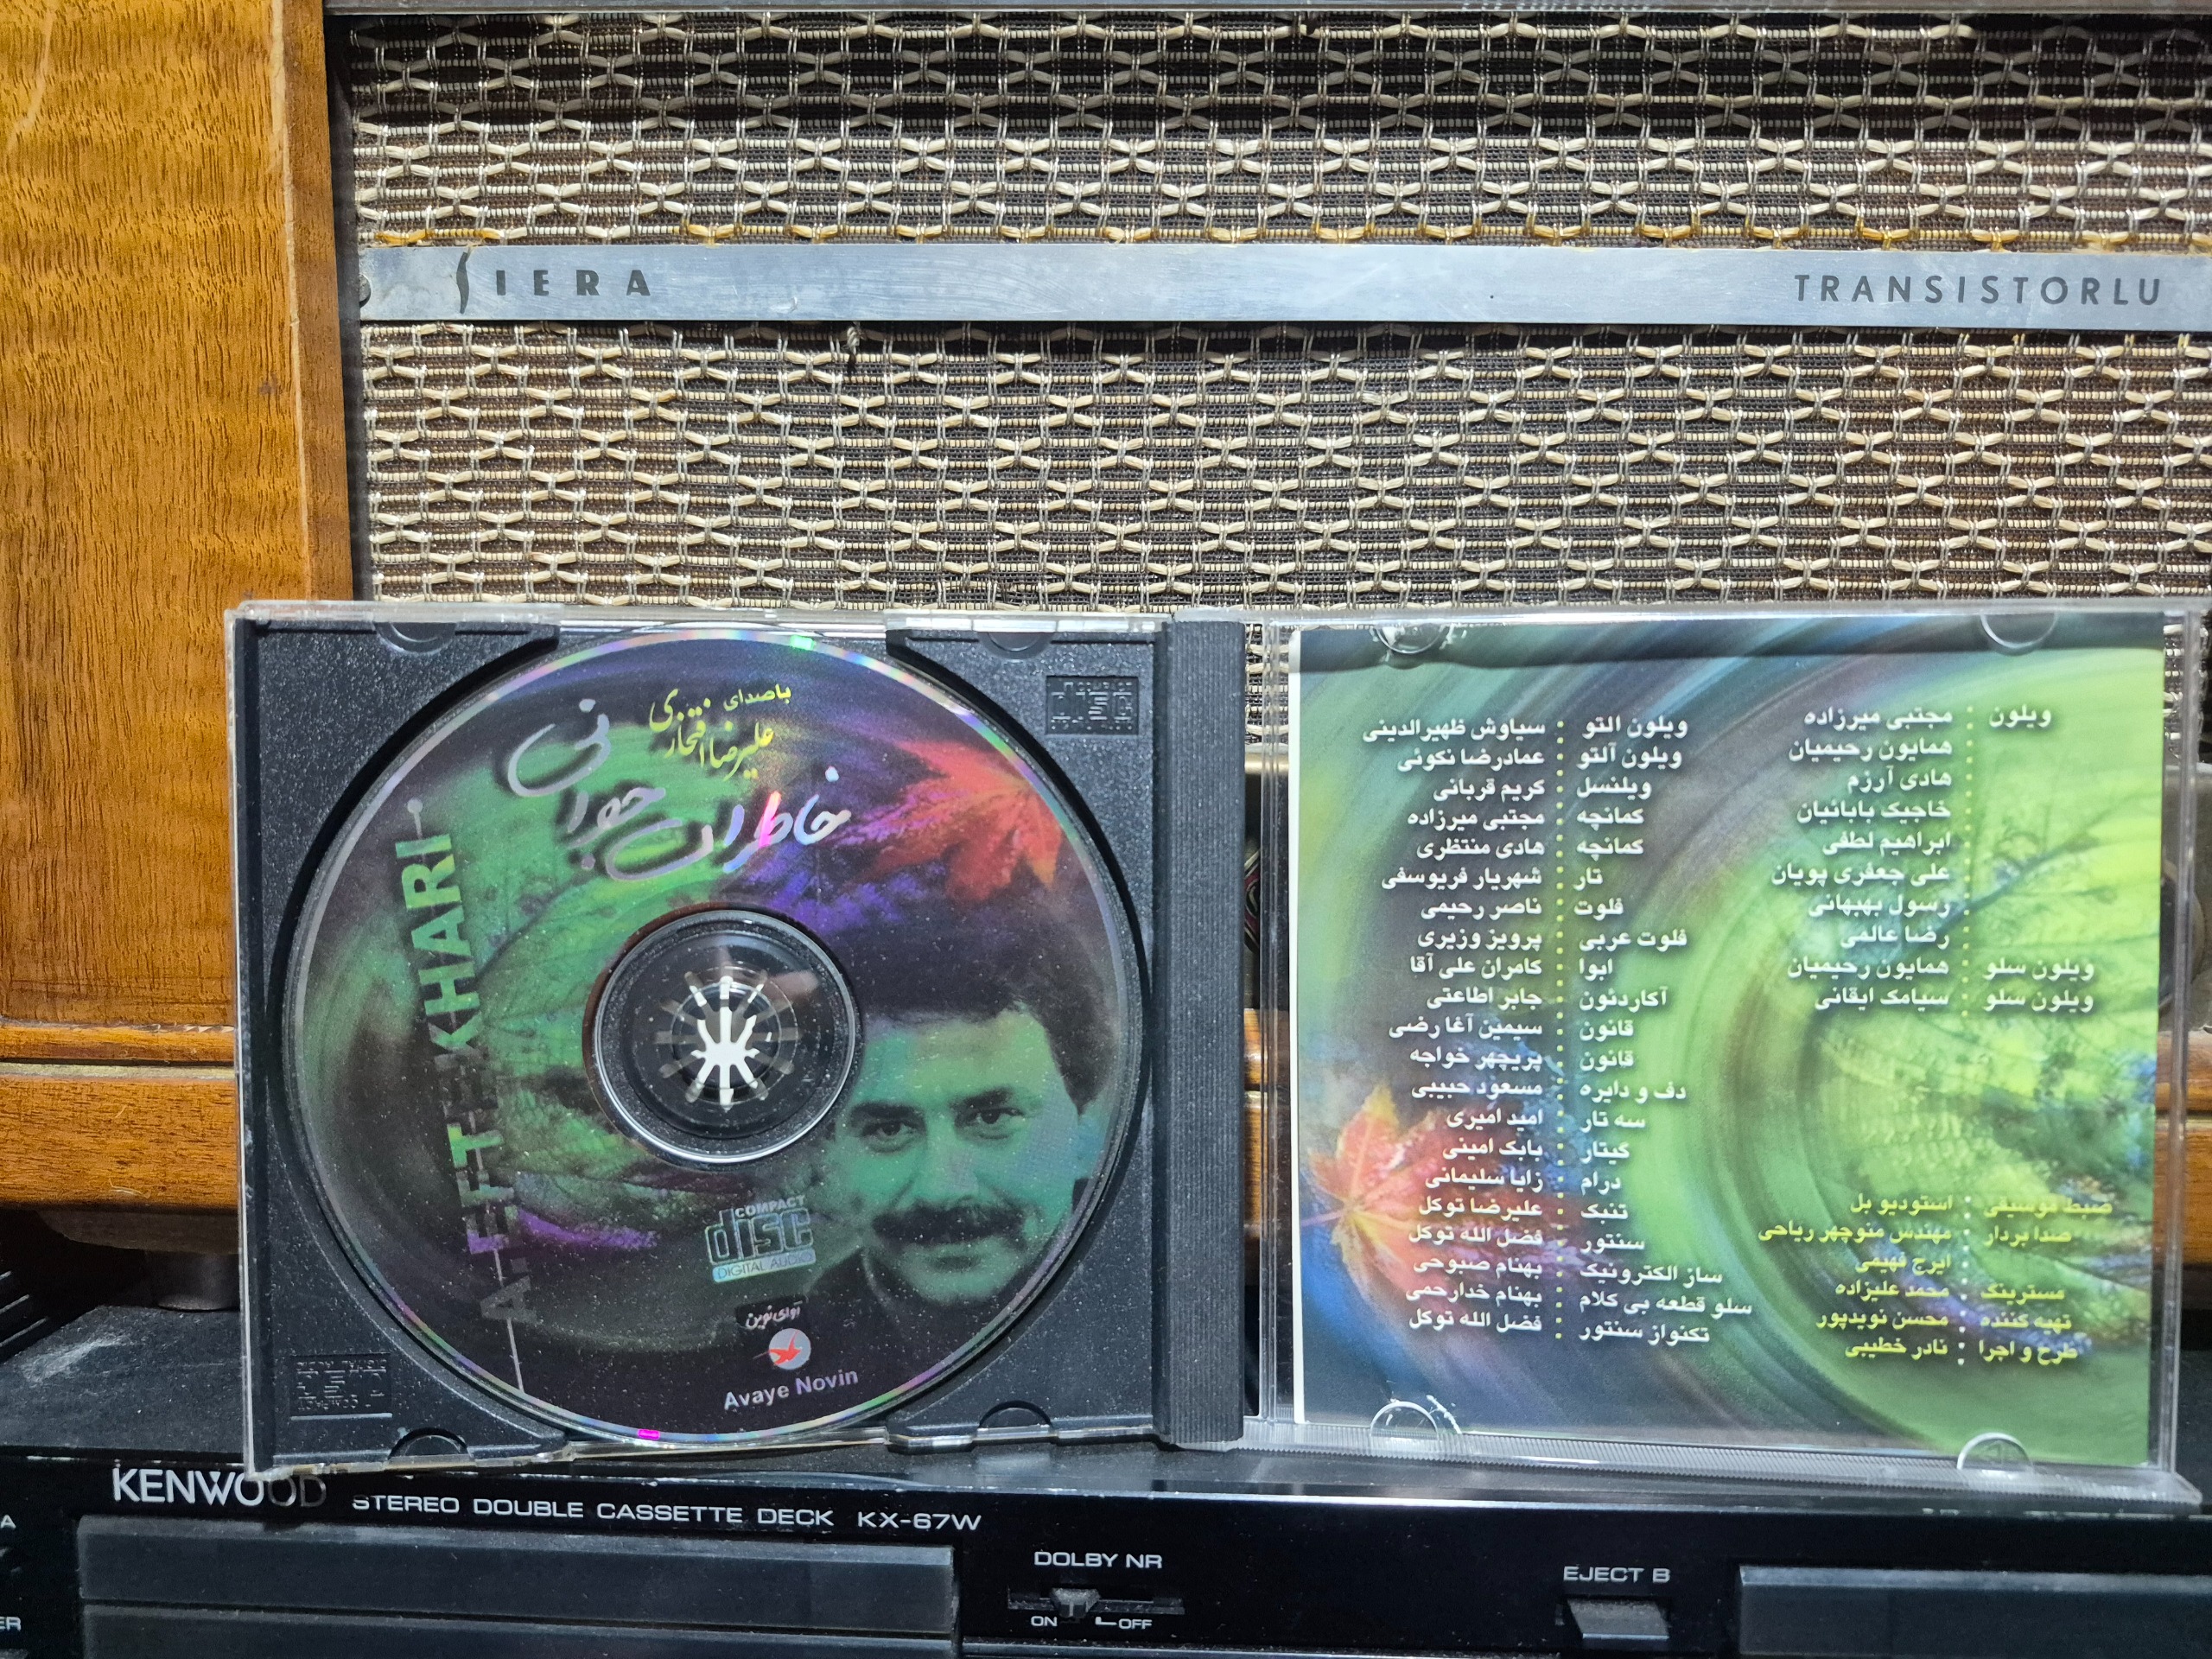 SIERA
TRANSISTORLU
با صدای
علیرضا افتخاری
خاطرات جوانی
A.EFTEKHARI
COMPACT
disc
DIGITAL AUDIO
آوای نوین
Avaye Novin
ویلون : مجتبی میرزاده
همایون رحیمیان
هادی آرزم
خاچیک بابائیان
ابراهیم لطفی
علی جعفری پویان
رسول بهبهانی
رضا عالمی
ویلون سلو : همایون رحیمیان
ویلون سلو : سیامک ایقانی
ضبط موسیقی : استودیو بل
صدا بردار : مهندس منوچهر ریاحی
ایرج فهیمی
مسترینگ : محمد علیزاده
تهیه کننده : محسن نویدپور
طرح و اجرا : نادر خطیبی
ویلون التو : سیاوش ظهیرالدینی
ویلون آلتو : عمادرضا نکوئی
ویلنسل : کریم قربانی
کمانچه : مجتبی میرزاده
کمانچه : هادی منتظری
تار : شهریار فریوسفی
فلوت : ناصر رحیمی
فلوت عربی : پرویز وزیری
ابوا : کامران علی آقا
آکاردئون : جابر اطاعتی
قانون : سیمین آغا رضی
قانون : پریچهر خواجه
دف و دایره : مسعود حبیبی
سه تار : امید امیری
گیتار : بابک امینی
درام : زایا سلیمانی
تنبک : علیرضا توکل
سنتور : فضل الله توکل
ساز الکترونیک : بهنام صبوحی
سلو قطعه بی کلام : بهنام خدارحمی
تکنواز سنتور : فضل الله توکل
KENWOOD
STEREO DOUBLE CASSETTE DECK KX-67W
DOLBY NR
ON
OFF
EJECT B